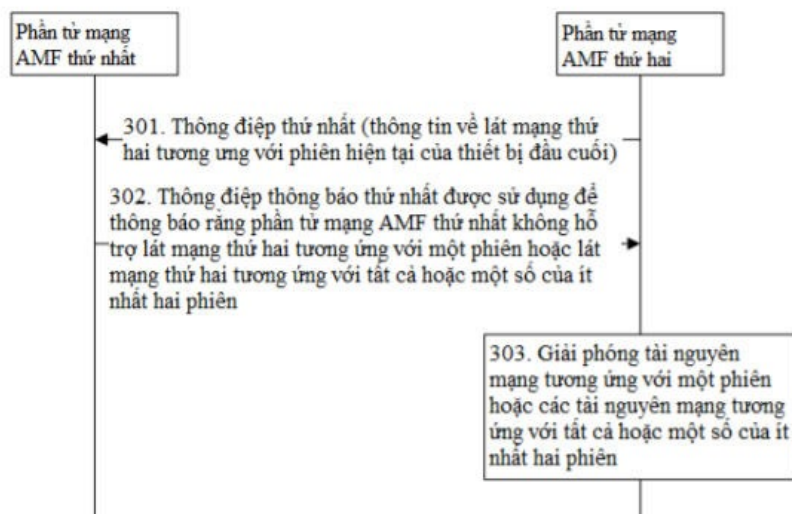 Phần tử mạng
AMF thứ nhất
Phần tử mạng
AMF thứ hai
301. Thông điệp thứ nhất (thông tin về lát mạng thứ
hai tương ưng với phiên hiện tại của thiết bị đầu cuối)
302. Thông điệp thông báo thứ nhất được sử dụng để
thông báo rằng phần tử mạng AMF thứ nhất không hỗ
trợ lát mạng thứ hai tương ứng với một phiên hoặc lát
mạng thứ hai tương ứng với tất cả hoặc một số của ít
nhất hai phiên
303. Giải phóng tài nguyên
mạng tương ứng với một phiên
hoặc các tài nguyên mạng tương
ứng với tất cả hoặc một số của ít
nhất hai phiên